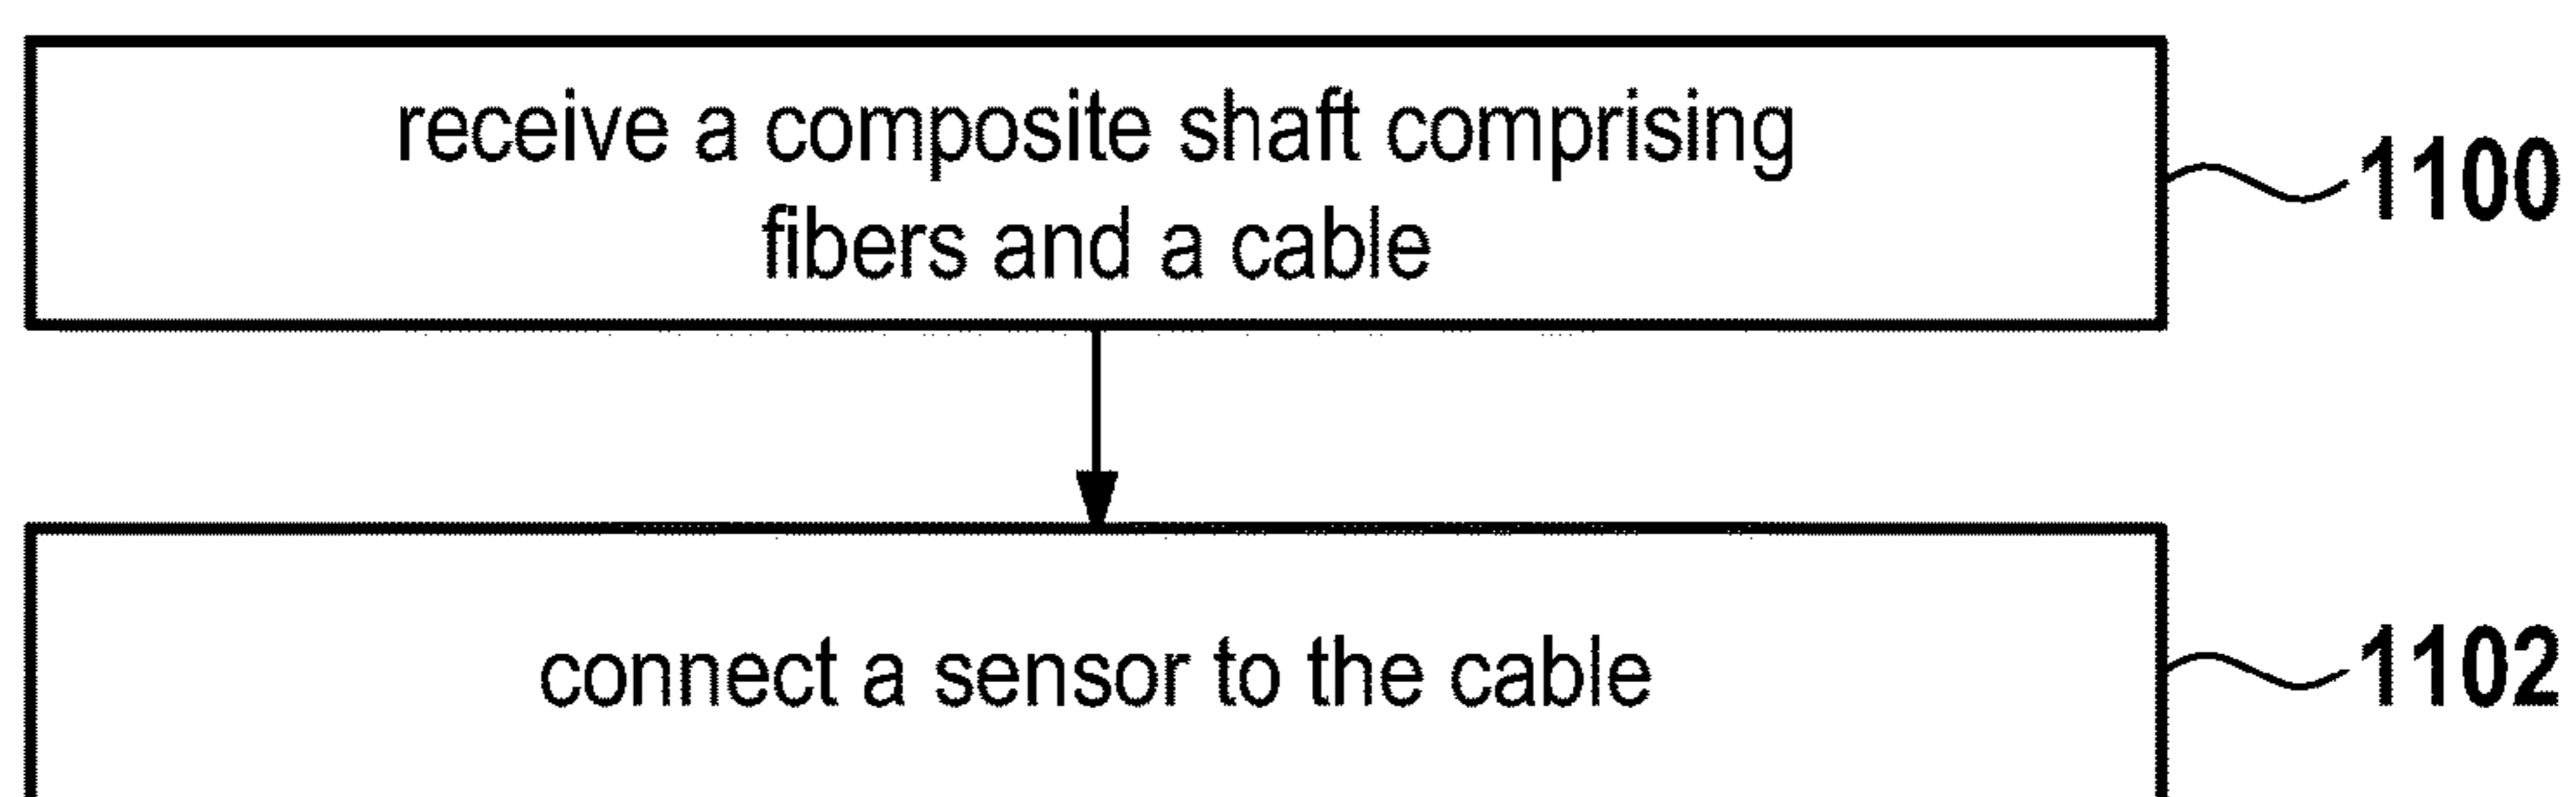 receive a composite shaft comprising
fibers and a cable
1100
connect a sensor to the cable
1102